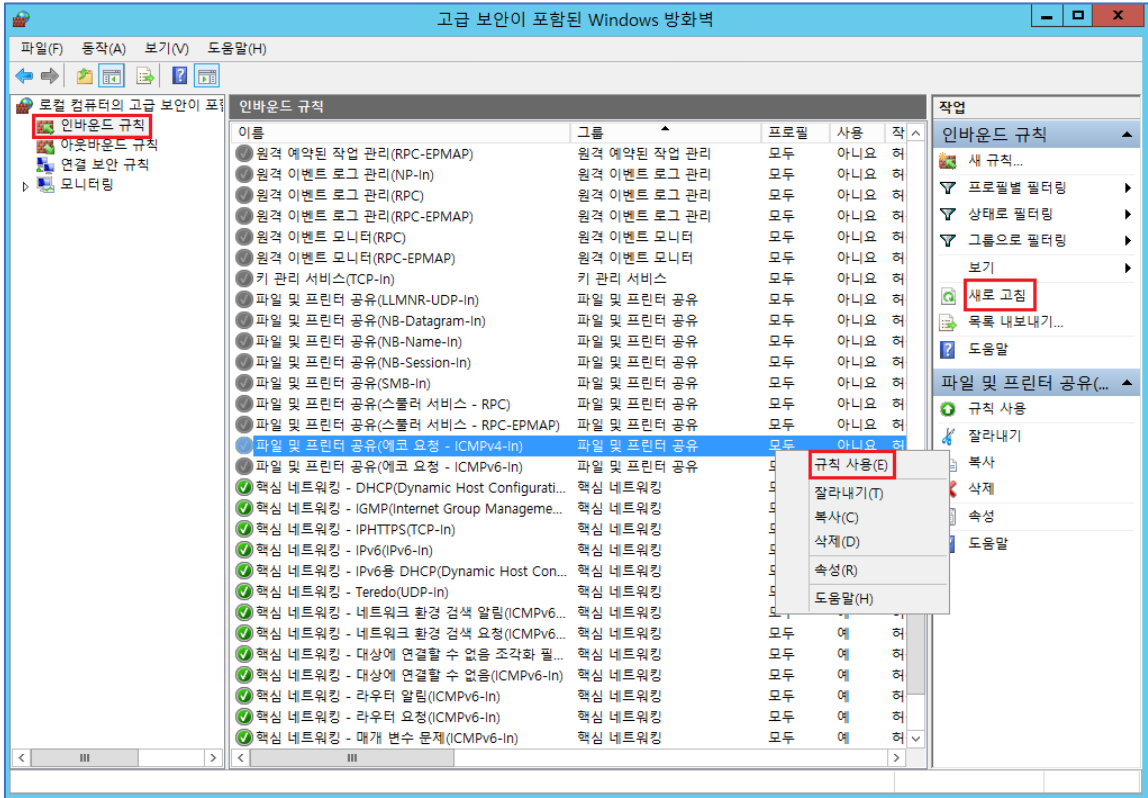 고급 보안이 포함된 Windows 방화벽
파일(F) 동작(A) 보기(V) 도움말(H)
로컬 컴퓨터의 고급 보안이 포함
인바운드 규칙
아웃바운드 규칙
연결 보안 규칙
모니터링
인바운드 규칙
이름 그룹 프로필 사용 작
원격 예약된 작업 관리(RPC-EPMAP) 원격 예약된 작업 관리 모두 아니요 허
원격 이벤트 로그 관리(NP-In) 원격 이벤트 로그 관리 모두 아니요 허
원격 이벤트 로그 관리(RPC) 원격 이벤트 로그 관리 모두 아니요 허
원격 이벤트 로그 관리(RPC-EPMAP) 원격 이벤트 로그 관리 모두 아니요 허
원격 이벤트 모니터(RPC) 원격 이벤트 모니터 모두 아니요 허
원격 이벤트 모니터(RPC-EPMAP) 원격 이벤트 모니터 모두 아니요 허
키 관리 서비스(TCP-In) 키 관리 서비스 모두 아니요 허
파일 및 프린터 공유(LLMNR-UDP-In) 파일 및 프린터 공유 모두 아니요 허
파일 및 프린터 공유(NB-Datagram-In) 파일 및 프린터 공유 모두 아니요 허
파일 및 프린터 공유(NB-Name-In) 파일 및 프린터 공유 모두 아니요 허
파일 및 프린터 공유(NB-Session-In) 파일 및 프린터 공유 모두 아니요 허
파일 및 프린터 공유(SMB-In) 파일 및 프린터 공유 모두 아니요 허
파일 및 프린터 공유(스풀러 서비스 - RPC) 파일 및 프린터 공유 모두 아니요 허
파일 및 프린터 공유(스풀러 서비스 - RPC-EPMAP) 파일 및 프린터 공유 모두 아니요 허
파일 및 프린터 공유(에코 요청 - ICMPv4-In) 파일 및 프린터 공유 모두 아니요 허
파일 및 프린터 공유(에코 요청 - ICMPv6-In) 파일 및 프린터 공유
핵심 네트워킹 - DHCP(Dynamic Host Configurati... 핵심 네트워킹
핵심 네트워킹 - IGMP(Internet Group Manageme... 핵심 네트워킹
핵심 네트워킹 - IPHTTPS(TCP-In) 핵심 네트워킹
핵심 네트워킹 - IPv6(IPv6-In) 핵심 네트워킹
핵심 네트워킹 - IPv6용 DHCP(Dynamic Host Con... 핵심 네트워킹
핵심 네트워킹 - Teredo(UDP-In) 핵심 네트워킹
핵심 네트워킹 - 네트워크 환경 검색 알림(ICMPv6... 핵심 네트워킹
핵심 네트워킹 - 네트워크 환경 검색 요청(ICMPv6... 핵심 네트워킹 모두 예 허
핵심 네트워킹 - 대상에 연결할 수 없음 조각화 필... 핵심 네트워킹 모두 예 허
핵심 네트워킹 - 대상에 연결할 수 없음(ICMPv6-In) 핵심 네트워킹 모두 예 허
핵심 네트워킹 - 라우터 알림(ICMPv6-In) 핵심 네트워킹 모두 예 허
핵심 네트워킹 - 라우터 요청(ICMPv6-In) 핵심 네트워킹 모두 예 허
핵심 네트워킹 - 매개 변수 문제(ICMPv6-In) 핵심 네트워킹 모두 예 허
규칙 사용(E)
잘라내기(T)
복사(C)
삭제(D)
속성(R)
도움말(H)
작업
인바운드 규칙
새 규칙...
프로필별 필터링
상태로 필터링
그룹으로 필터링
보기
새로 고침
목록 내보내기...
도움말
파일 및 프린터 공유(...
규칙 사용
잘라내기
복사
삭제
속성
도움말